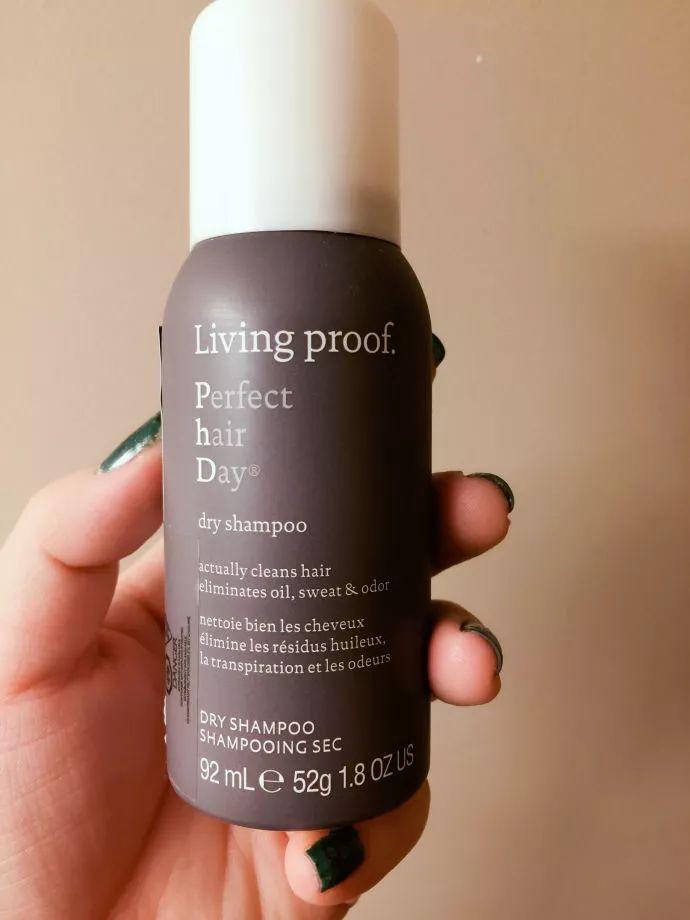 Living proof.
Perfect
hair
Day®
dry shampoo
actually cleans hair
eliminates oil, sweat & odor
nettoie bien les cheveux
élimine les résidus huileux,
la transpiration et les odeurs
DRY SHAMPOO
SHAMPOOING SEC
92 mL ℮ 52g 1.8 OZ US
DANGER